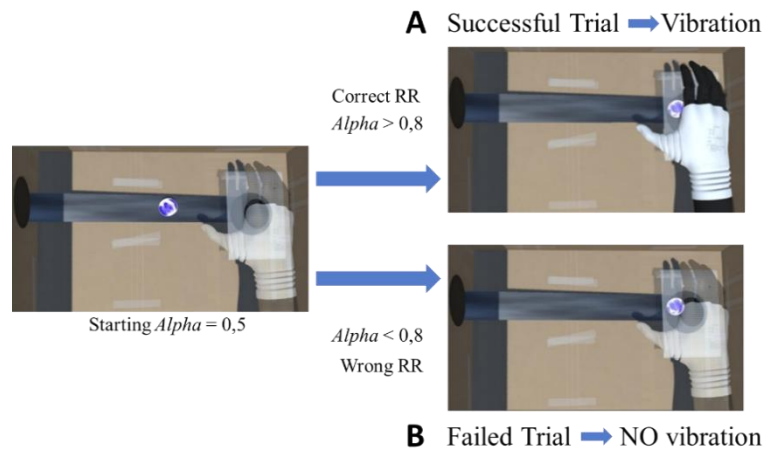 A Successful Trial Vibration
Correct RR
Alpha > 0,8
Starting Alpha = 0,5
Alpha < 0,8
Wrong RR
B Failed Trial NO vibration